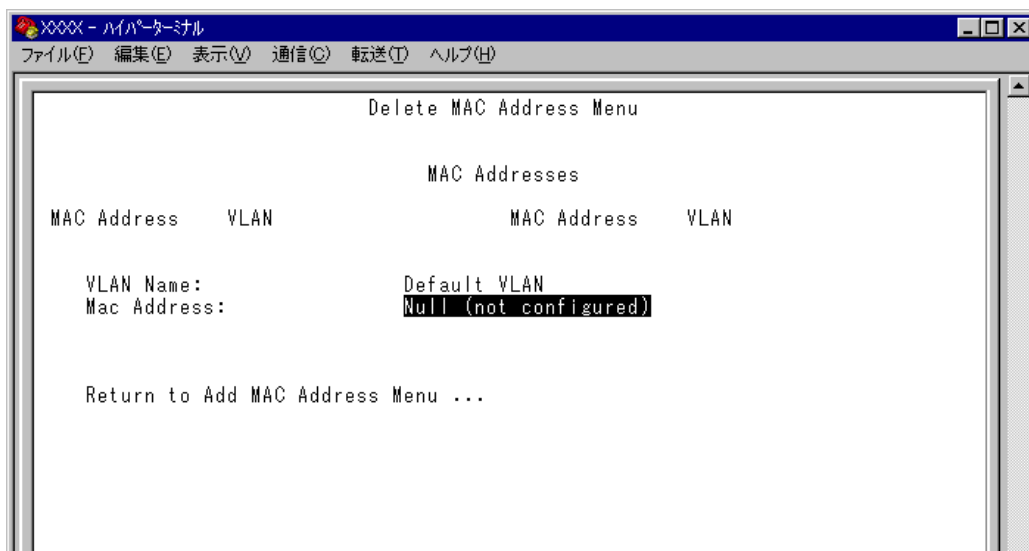 XXXX - ﾊｲﾊﾟｰﾀｰﾐﾅﾙ
ファイル(F) 編集(E) 表示(V) 通信(C) 転送(T) ヘルプ(H)
Delete MAC Address Menu
MAC Addresses
MAC Address VLAN MAC Address VLAN
VLAN Name: Default VLAN
Mac Address: Null (not configured)
Return to Add MAC Address Menu ...